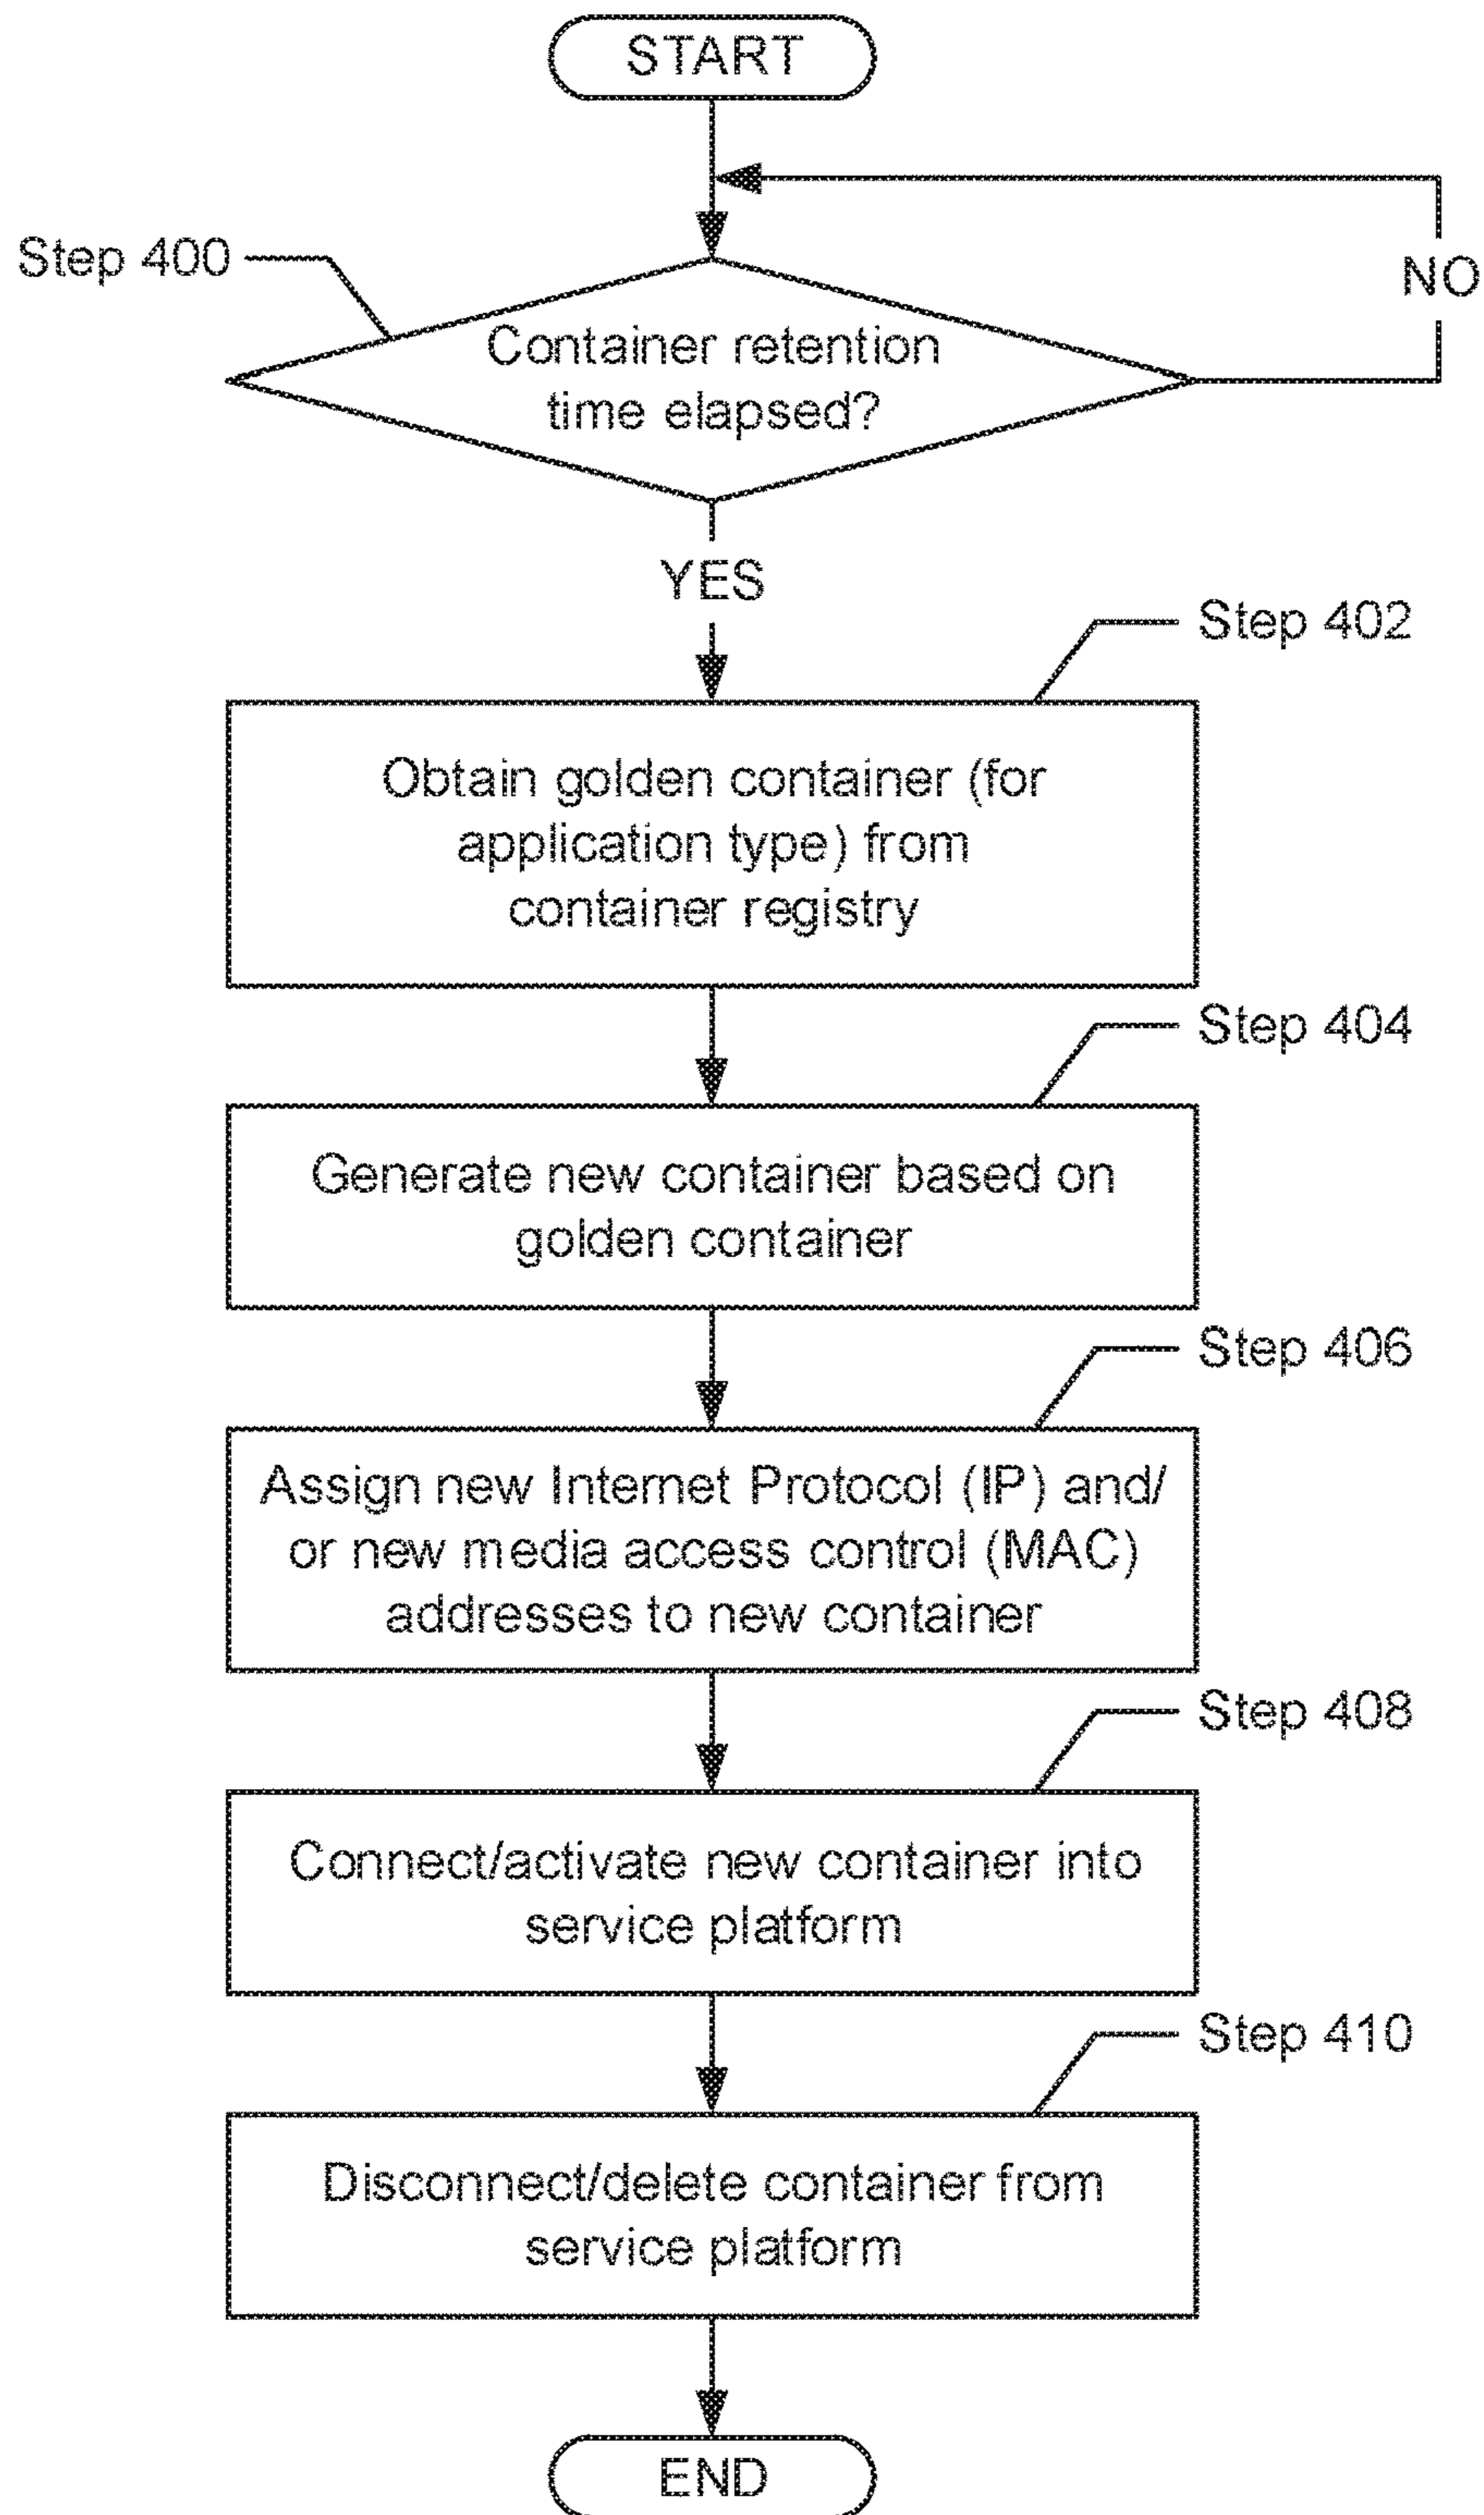 START
Step 400
NO
Container retention
time elapsed?
YES
Step 402
Obtain golden container (for
application type) from
container registry
Step 404
Generate new container based on
golden container
Step 406
Assign new Internet Protocol (IP) and/
or new media access control (MAC)
addresses to new container
Step 408
Connect/activate new container into
service platform
Step 410
Disconnect/delete container from
service platform
END